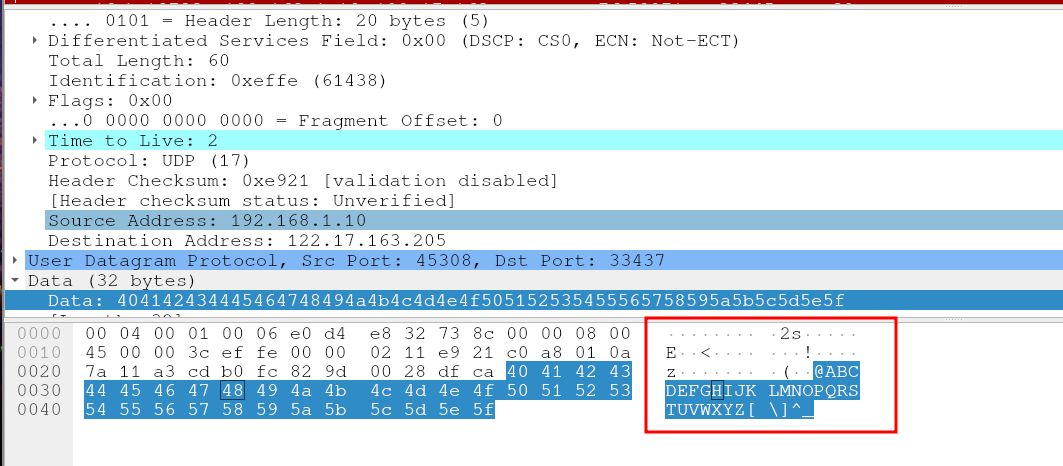 .... 0101 = Header Length: 20 bytes (5)
Differentiated Services Field: 0x00 (DSCP: CS0, ECN: Not-ECT)
Total Length: 60
Identification: 0xeffe (61438)
Flags: 0x00
...0 0000 0000 0000 = Fragment Offset: 0
Time to Live: 2
Protocol: UDP (17)
Header Checksum: 0xe921 [validation disabled]
[Header checksum status: Unverified]
Source Address: 192.168.1.10
Destination Address: 122.17.163.205
User Datagram Protocol, Src Port: 45308, Dst Port: 33437
Data (32 bytes)
Data: 404142434445464748494a4b4c4d4e4f505152535455565758595a5b5c5d5e5f
0000 00 04 00 01 00 06 e0 d4 e8 32 73 8c 00 00 08 00 ········ ·2s·····
0010 45 00 00 3c ef fe 00 00 02 11 e9 21 c0 a8 01 0a E··<···· ···!····
0020 7a 11 a3 cd b0 fc 82 9d 00 28 df ca 40 41 42 43 z······· ·(··@ABC
0030 44 45 46 47 48 49 4a 4b 4c 4d 4e 4f 50 51 52 53 DEFGHIJK LMNOPQRS
0040 54 55 56 57 58 59 5a 5b 5c 5d 5e 5f TUVWXYZ[ \]^_